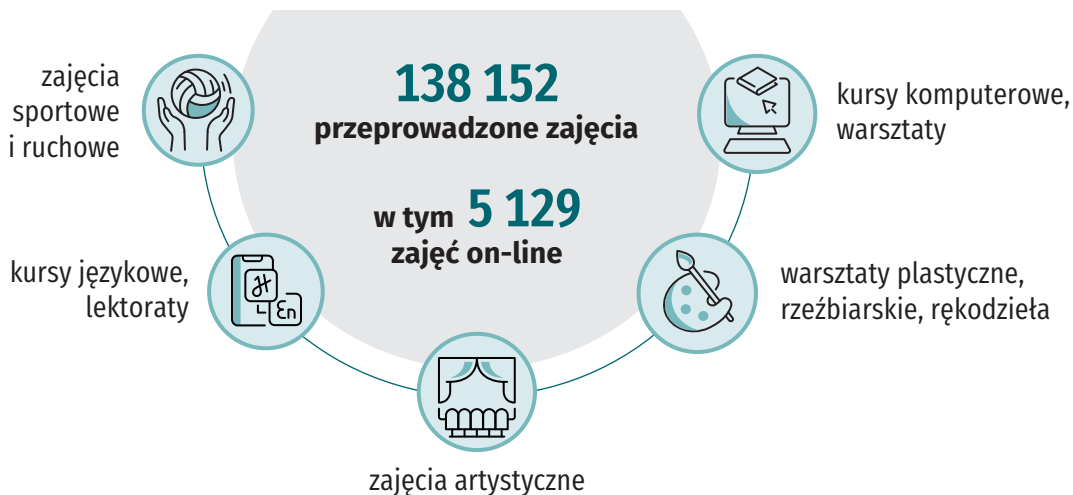 138 152
przeprowadzone zajęcia
w tym 5 129
zajęć on-line
zajęcia
sportowe
i ruchowe
kursy językowe,
lektoraty
En
zajęcia artystyczne
warsztaty plastyczne,
rzeźbiarskie, rękodzieła
kursy komputerowe,
warsztaty